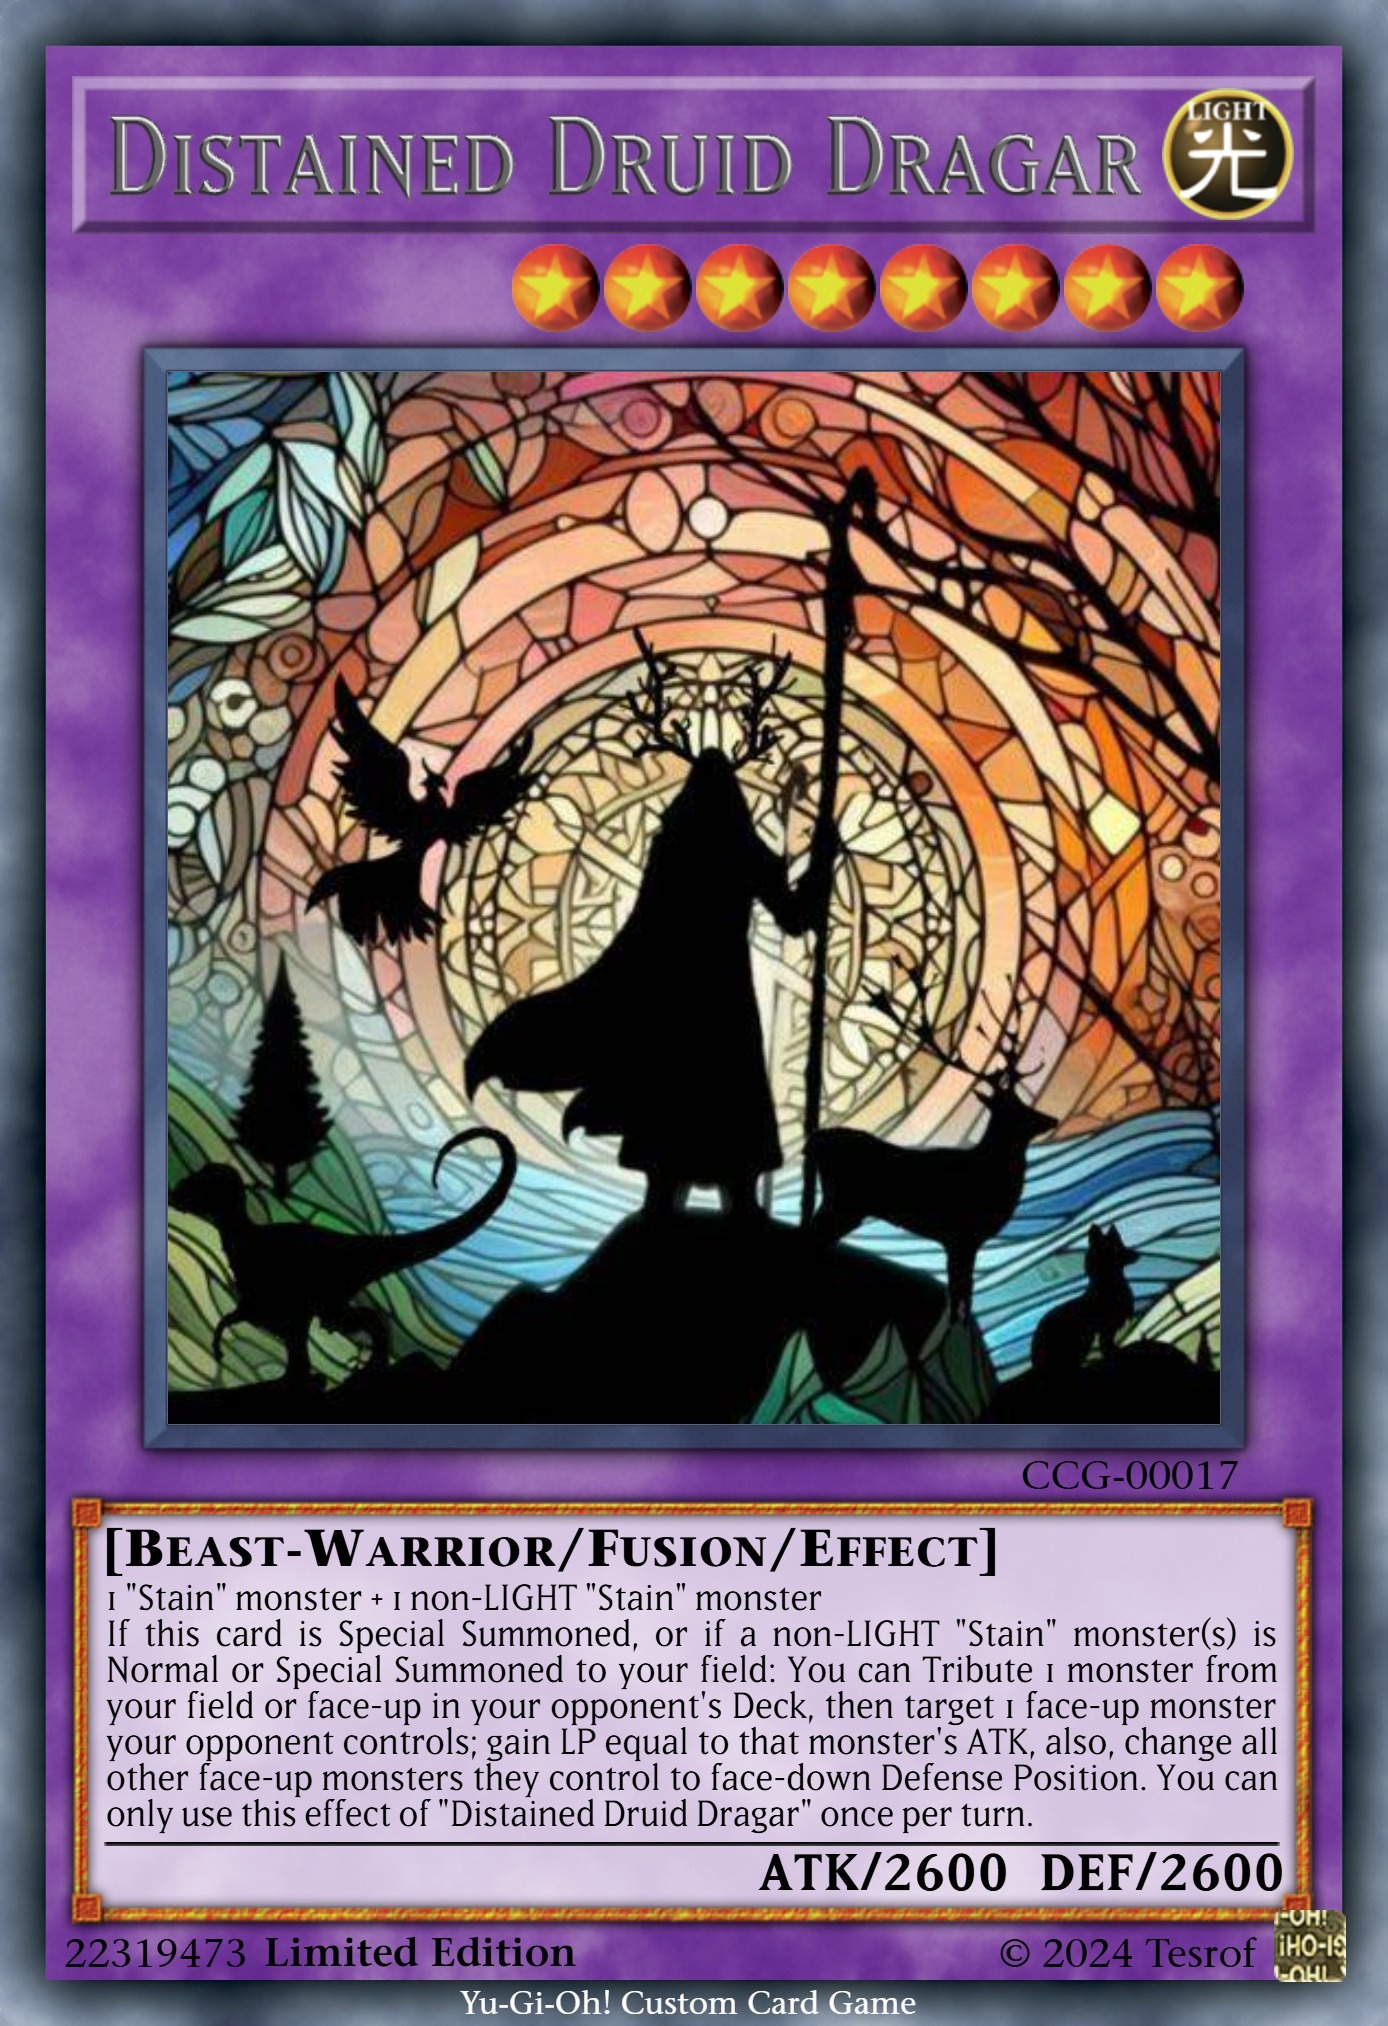 Distained Druid Dragar
LIGHT
光
CCG-00017
[Beast-Warrior/Fusion/Effect]
1 "Stain" monster + 1 non-LIGHT "Stain" monster
If this card is Special Summoned, or if a non-LIGHT "Stain" monster(s) is
Normal or Special Summoned to your field: You can Tribute 1 monster from
your field or face-up in your opponent's Deck, then target 1 face-up monster
your opponent controls; gain LP equal to that monster's ATK, also, change all
other face-up monsters they control to face-down Defense Position. You can
only use this effect of "Distained Druid Dragar" once per turn.
ATK/2600 DEF/2600
22319473 Limited Edition
© 2024 Tesrof
Yu-Gi-Oh! Custom Card Game